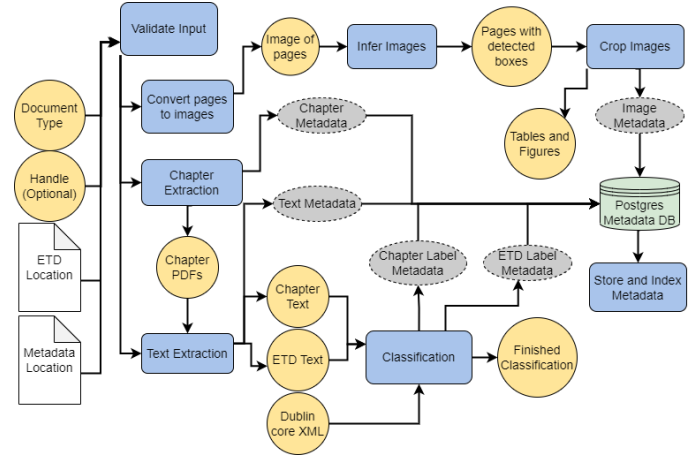 Validate Input
Image of
pages
Infer Images
Pages with
detected
boxes
Crop Images
Document
Type
Convert pages
to images
Chapter
Metadata
Tables and
Figures
Image
Metadata
Handle
(Optional)
Chapter
Extraction
Text Metadata
Postgres
Metadata DB
ETD
Location
Chapter
PDFs
Chapter Label
Metadata
ETD Label
Metadata
Store and Index
Metadata
Chapter
Text
Metadata
Location
Text Extraction
ETD Text
Classification
Finished
Classification
Dublin
core XML